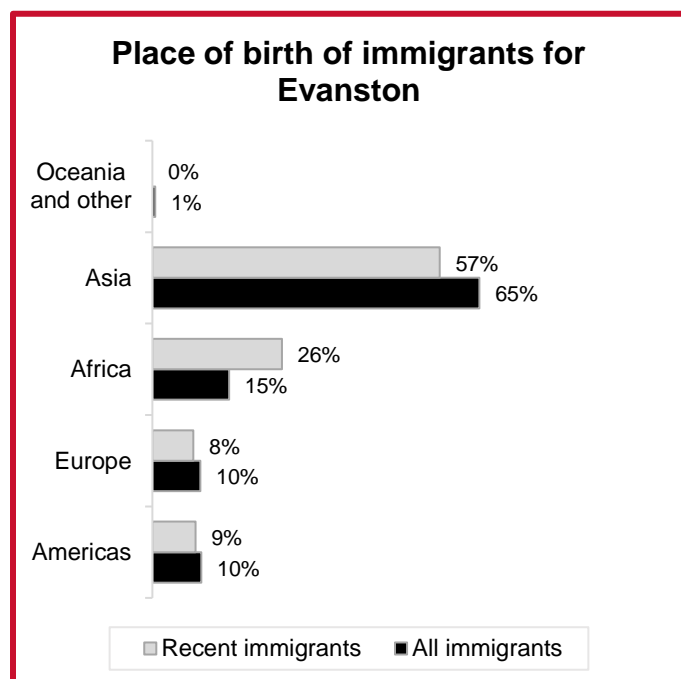 Place of birth of immigrants for
Evanston
Oceania
and other
0%
1%
Asia
57%
65%
Africa
26%
15%
Europe
8%
10%
Americas
9%
10%
Recent immigrants
All immigrants